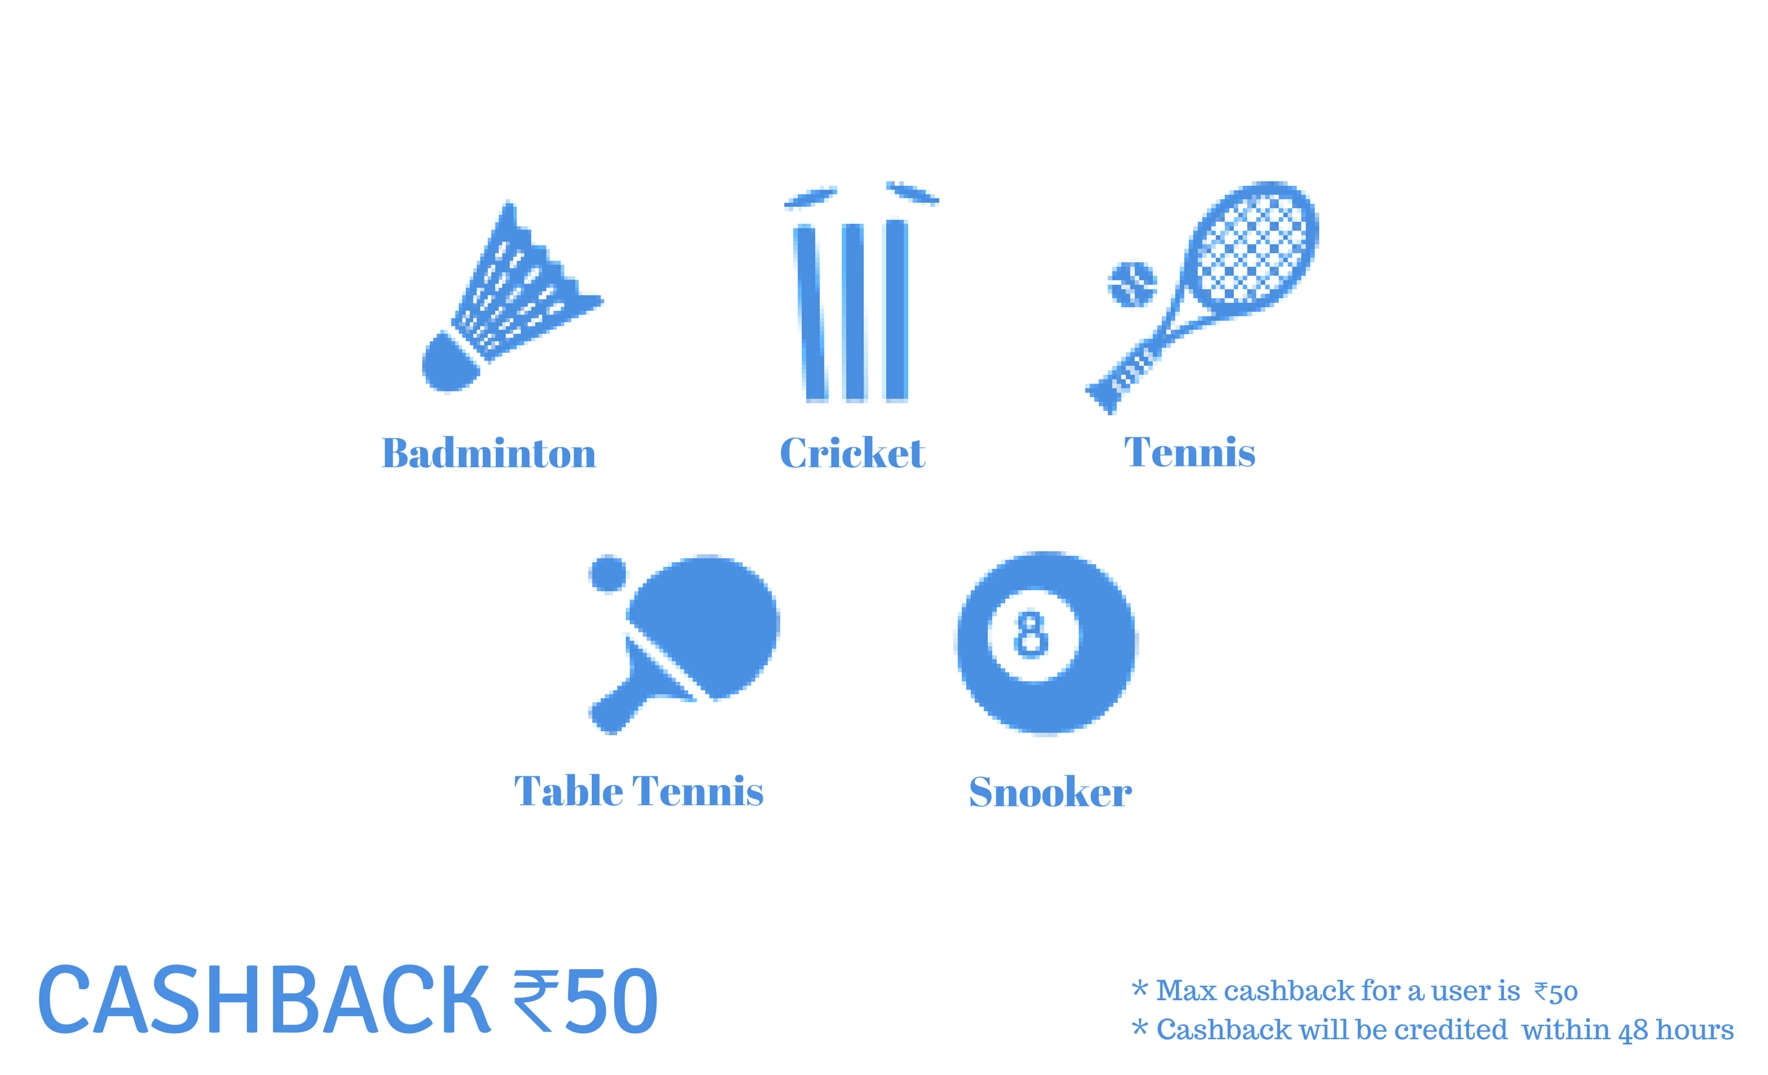 Badminton
Cricket
Tennis
8
Table Tennis
Snooker
CASHBACK ₹50
* Max cashback for a user is ₹50
* Cashback will be credited within 48 hours